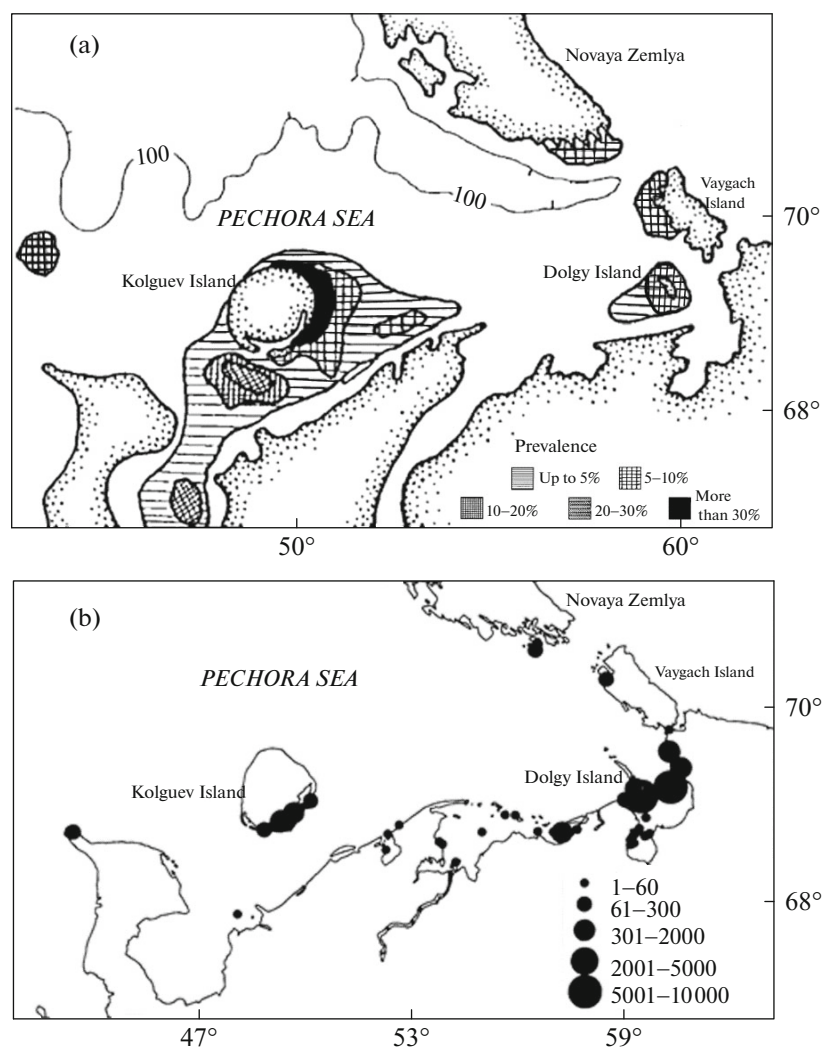 (a)
Novaya Zemlya
100
100
Vaygach
Island
70°
PECHORA SEA
Kolguev Island
Dolgy Island
68°
Prevalence
Up to 5%
5–10%
10–20%
20–30%
More
than 30%
50°
60°
(b)
Novaya Zemlya
PECHORA SEA
Vaygach Island
70°
Dolgy Island
Kolguev Island
1–60
61–300
301–2000
2001–5000
5001–10000
68°
47°
53°
59°